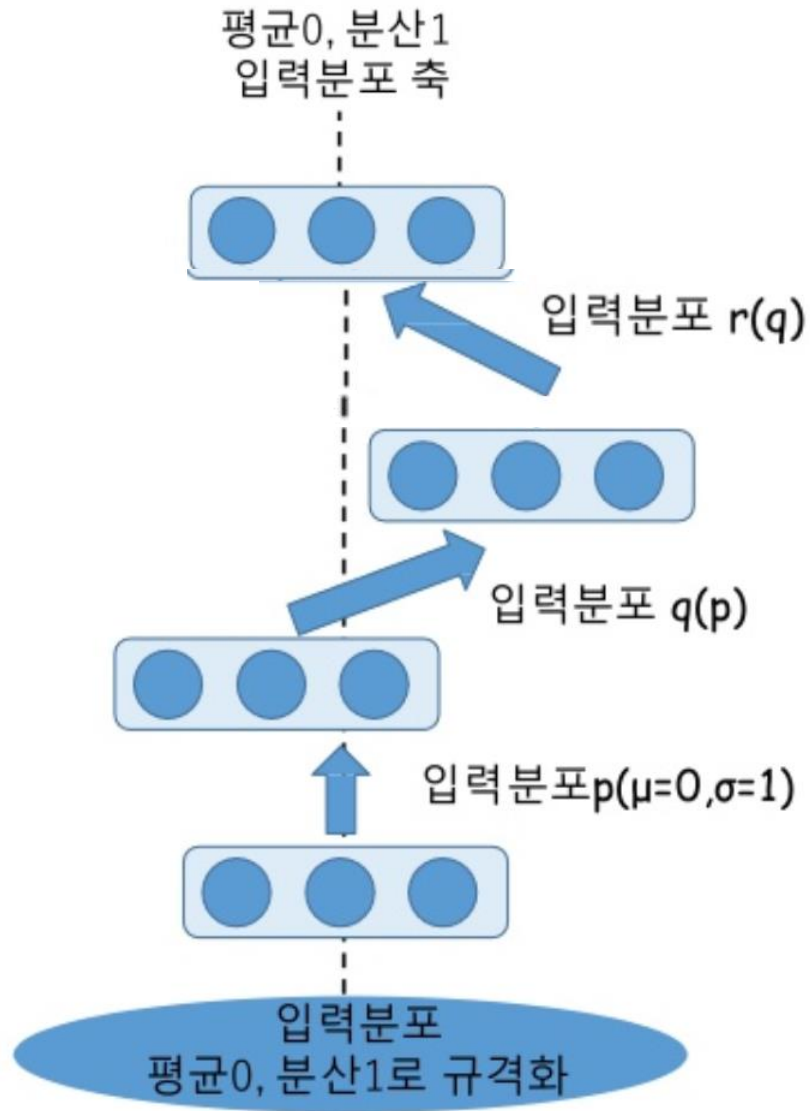 평균0, 분산1
입력분포 축
입력분포 r(q)
입력분포 q(p)
입력분포p(μ=0,σ=1)
입력분포
평균0, 분산1로 규격화